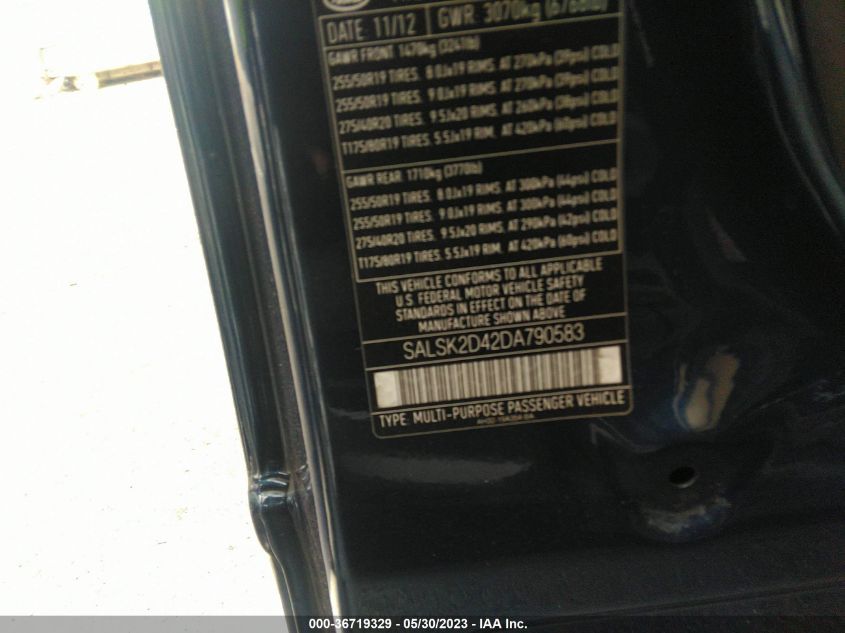 DATE: 11/12 GWR: 3070kg (6768lb)
GAWR FRONT: 1470kg (3241lb)
255/50R19 TIRES. 8.0Jx19 RIMS. AT 270kPa (39psi) COLD
255/50R19 TIRES. 9.0Jx19 RIMS. AT 270kPa (39psi) COLD
275/40R20 TIRES. 9.5Jx20 RIMS. AT 260kPa (38psi) COLD
T175/80R19 TIRES. 5.5Jx19 RIM. AT 420kPa (60psi) COLD
GAWR REAR: 1710kg (3770lb)
255/50R19 TIRES. 8.0Jx19 RIMS. AT 300kPa (44psi) COLD
255/50R19 TIRES. 9.0Jx19 RIMS. AT 300kPa (44psi) COLD
275/40R20 TIRES. 9.5Jx20 RIMS. AT 290kPa (42psi) COLD
T175/80R19 TIRES. 5.5Jx19 RIM. AT 420kPa (60psi) COLD
THIS VEHICLE CONFORMS TO ALL APPLICABLE
U.S. FEDERAL MOTOR VEHICLE SAFETY
STANDARDS IN EFFECT ON THE DATE OF
MANUFACTURE SHOWN ABOVE
SALSK2D42DA790583
TYPE: MULTI-PURPOSE PASSENGER VEHICLE
000-36719329 - 05/30/2023 - IAA Inc.